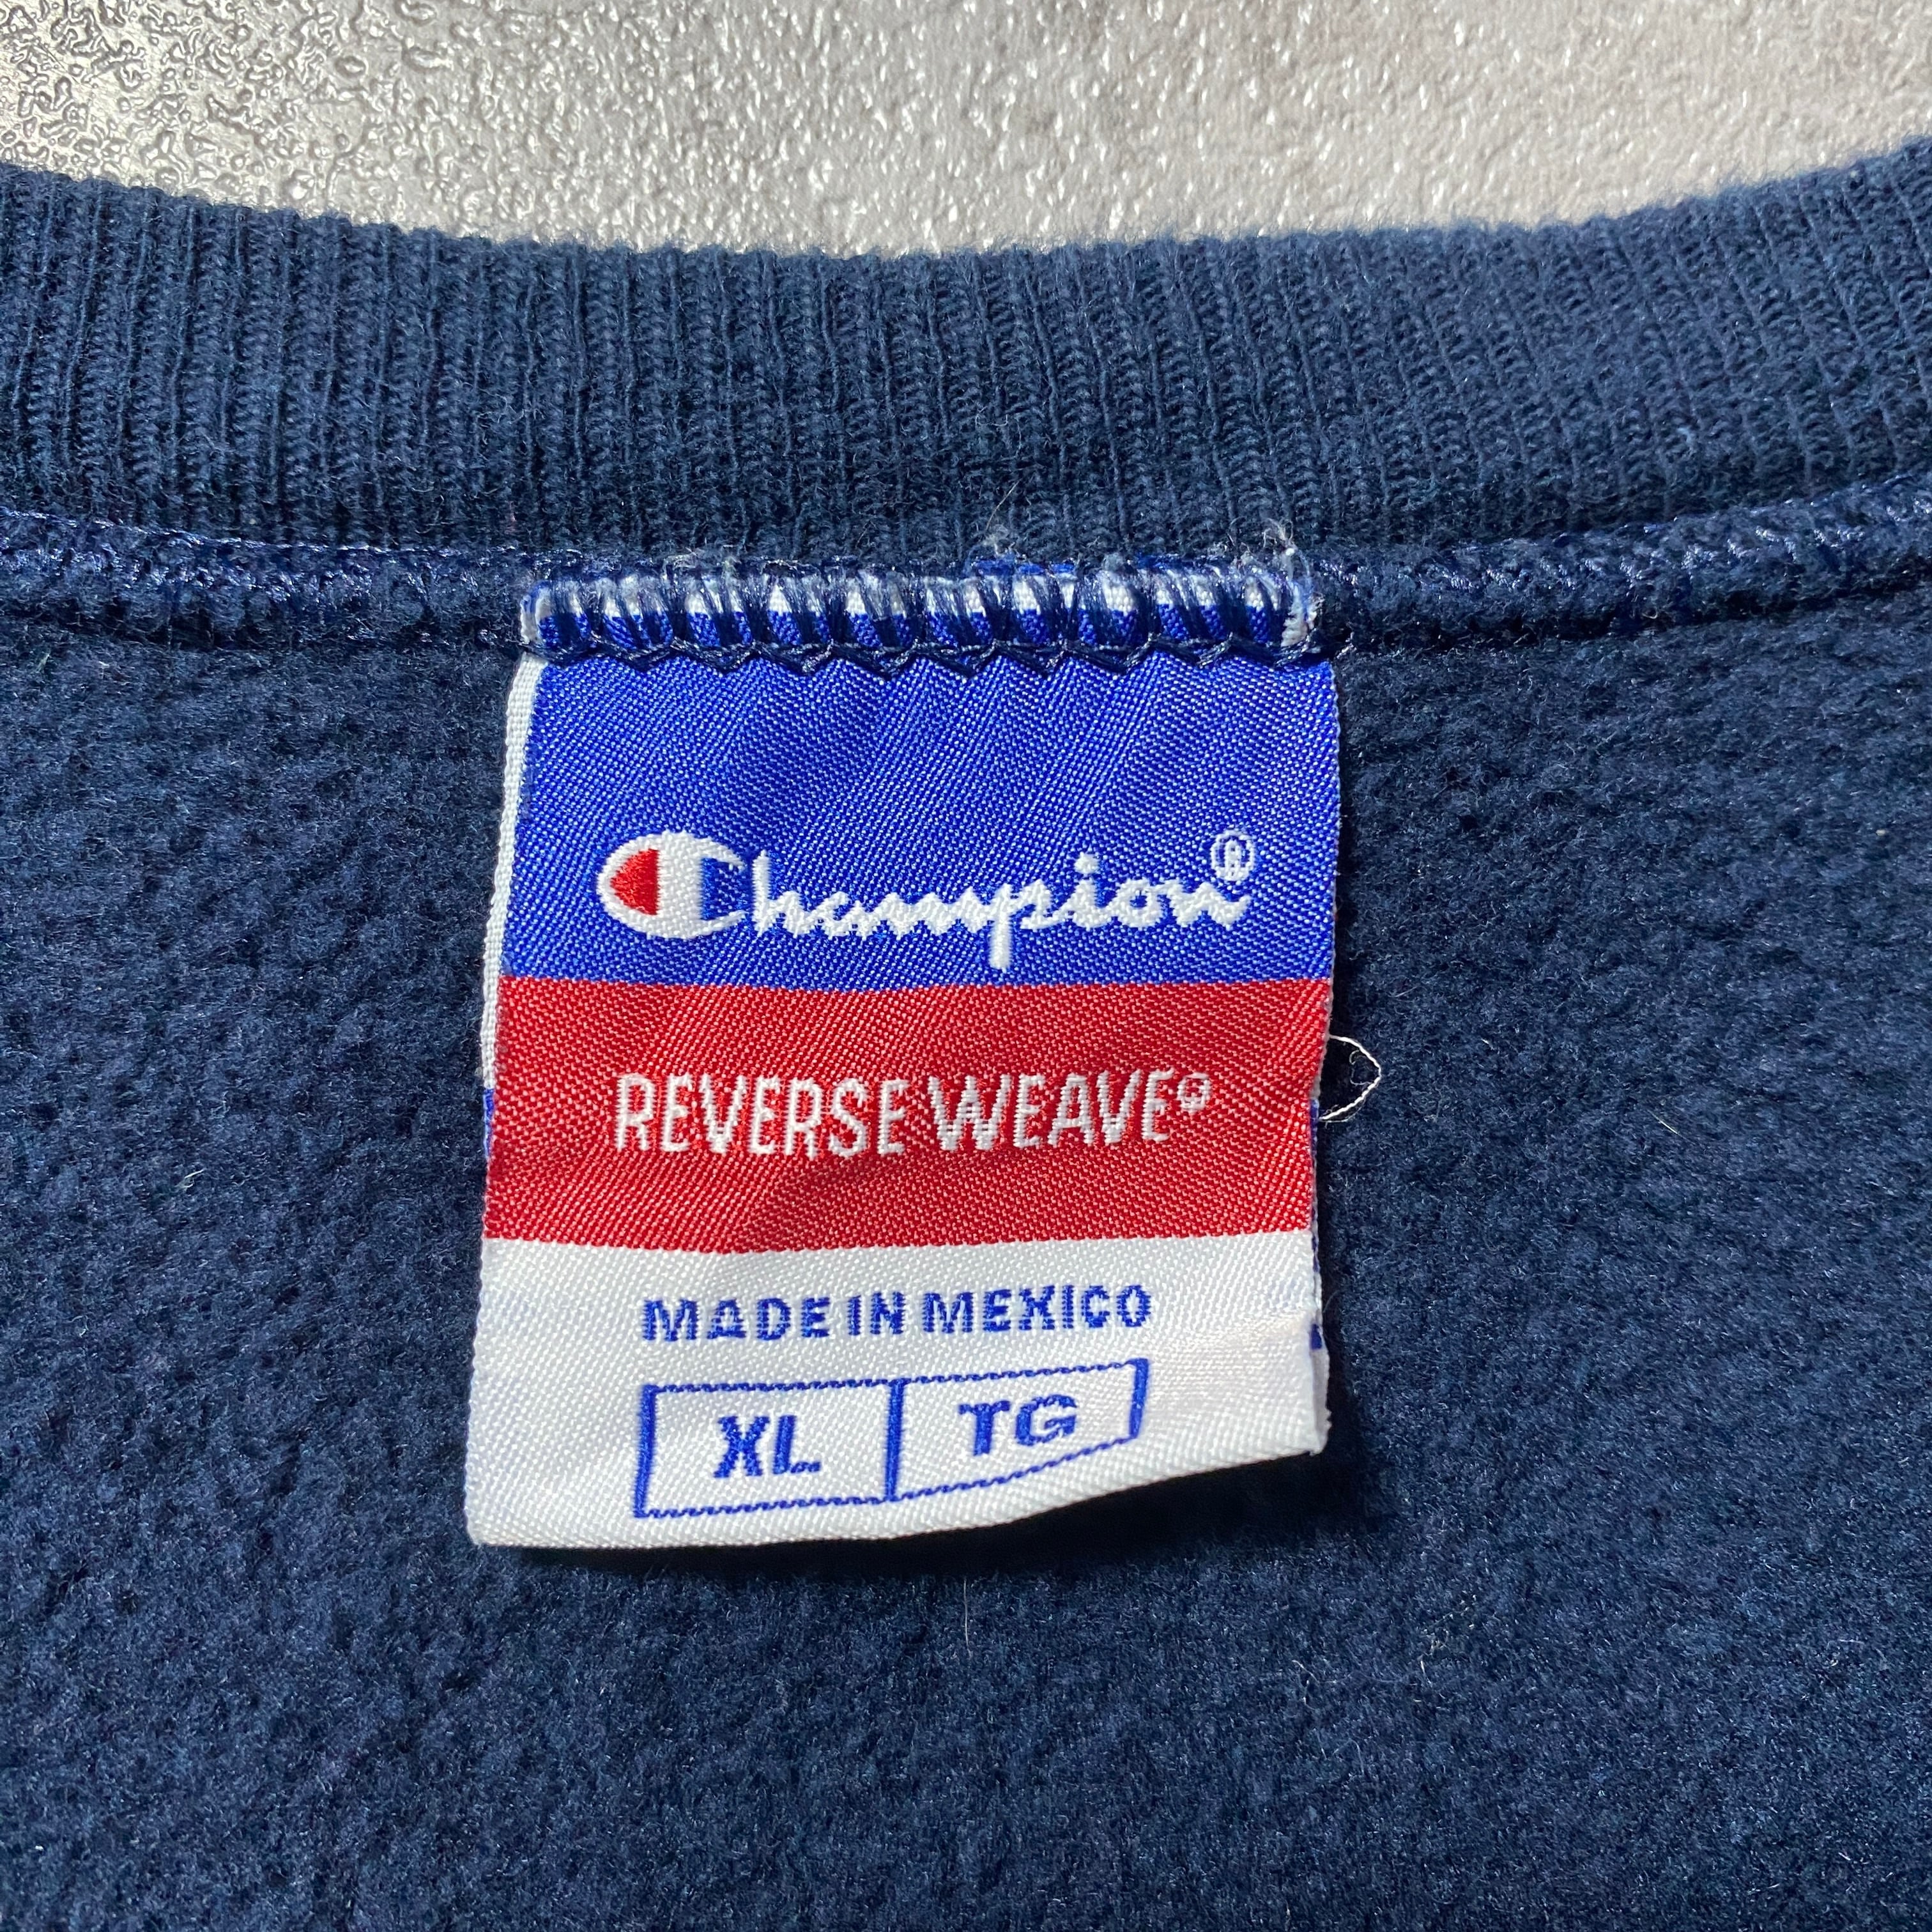 Champion®
REVERSE WEAVE®
MADE IN MEXICO
XL TG